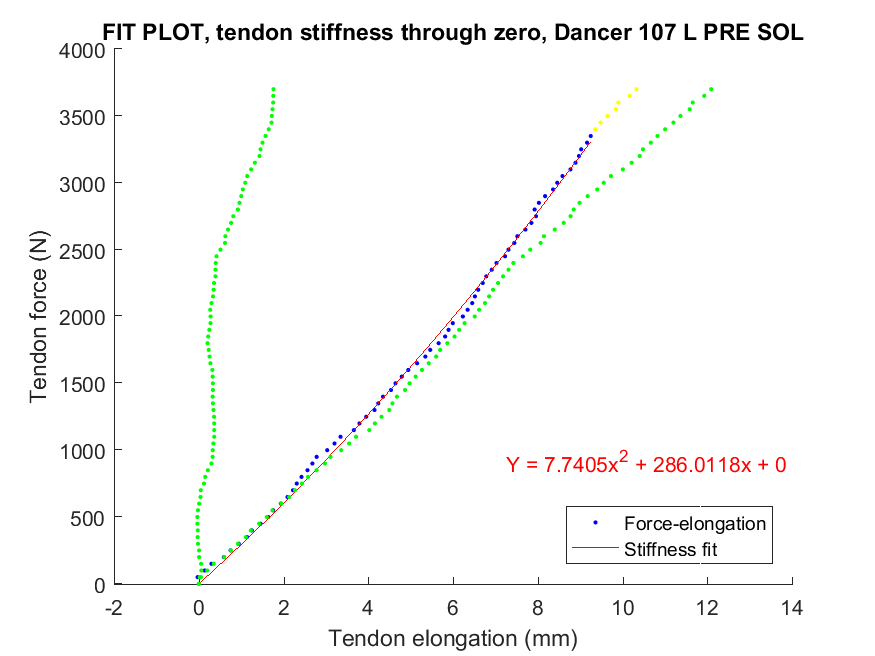 FIT PLOT, tendon stiffness through zero, Dancer 107 L PRE SOL
4000
3500
3000
2500
2000
1500
1000
500
0
Tendon force (N)
Y = 7.7405x² + 286.0118x + 0
Force-elongation
Stiffness fit
-2 0 2 4 6 8 10 12 14
Tendon elongation (mm)